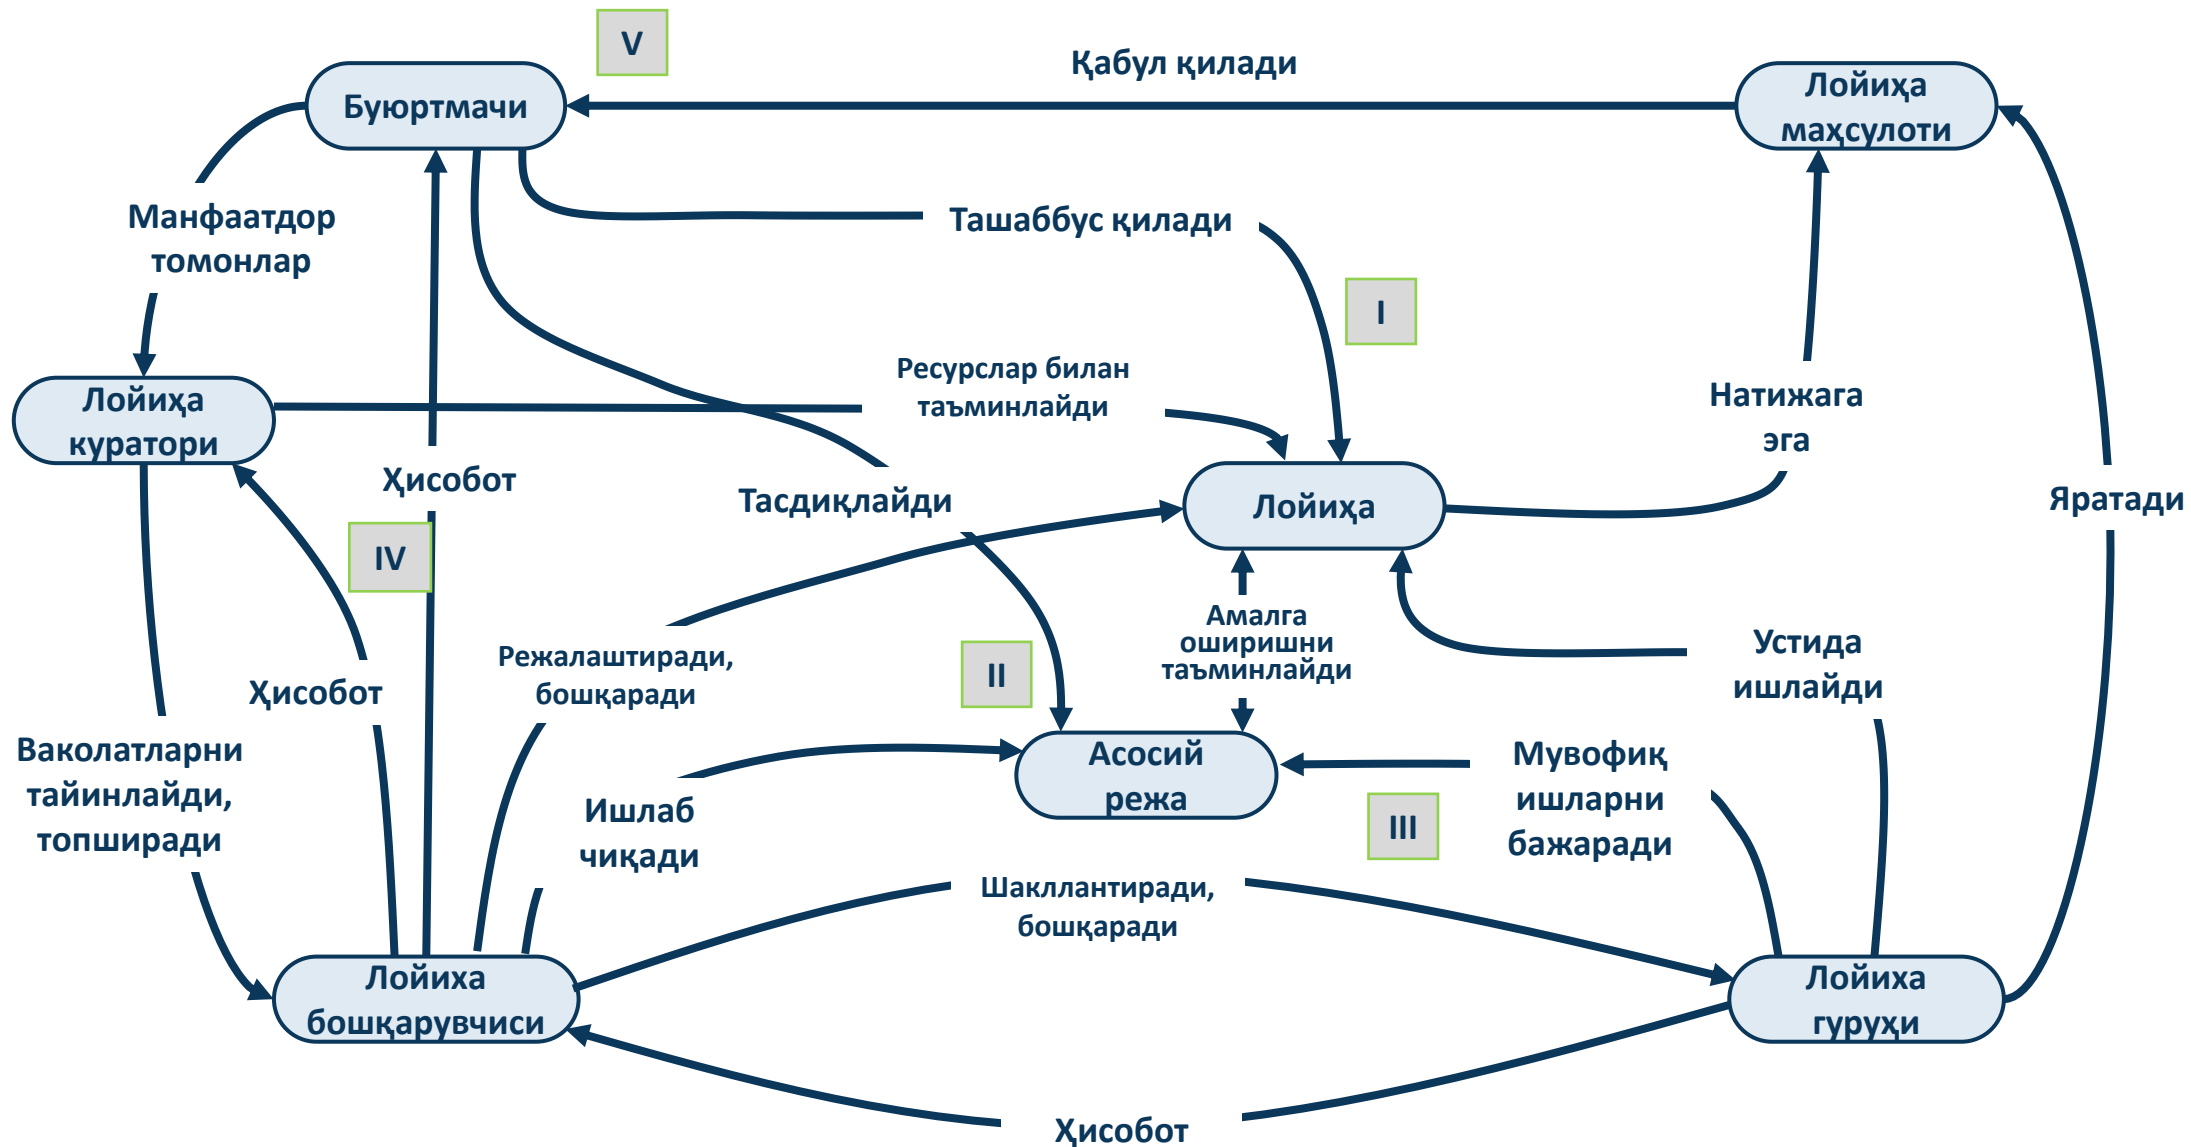 V
Қабул қилади
Буюртмачи
Лойиҳа
маҳсулоти
Манфаатдор
томонлар
Ташаббус қилади
I
Ресурслар билан
таъминлайди
Лойиҳа
куратори
Натижага
эга
Ҳисобот
Тасдиқлайди
Лойиҳа
Яратади
IV
Режалаштиради,
бошқаради
II
Амалга
оширишни
таъминлайди
Устида
ишлайди
Ҳисобот
Ваколатларни
тайинлайди,
топширади
Ишлаб
чиқади
Асосий
режа
III
Мувофиқ
ишларни
бажаради
Шакллантиради,
бошқаради
Лойиха
бошқарувчиси
Лойиха
гуруҳи
Ҳисобот